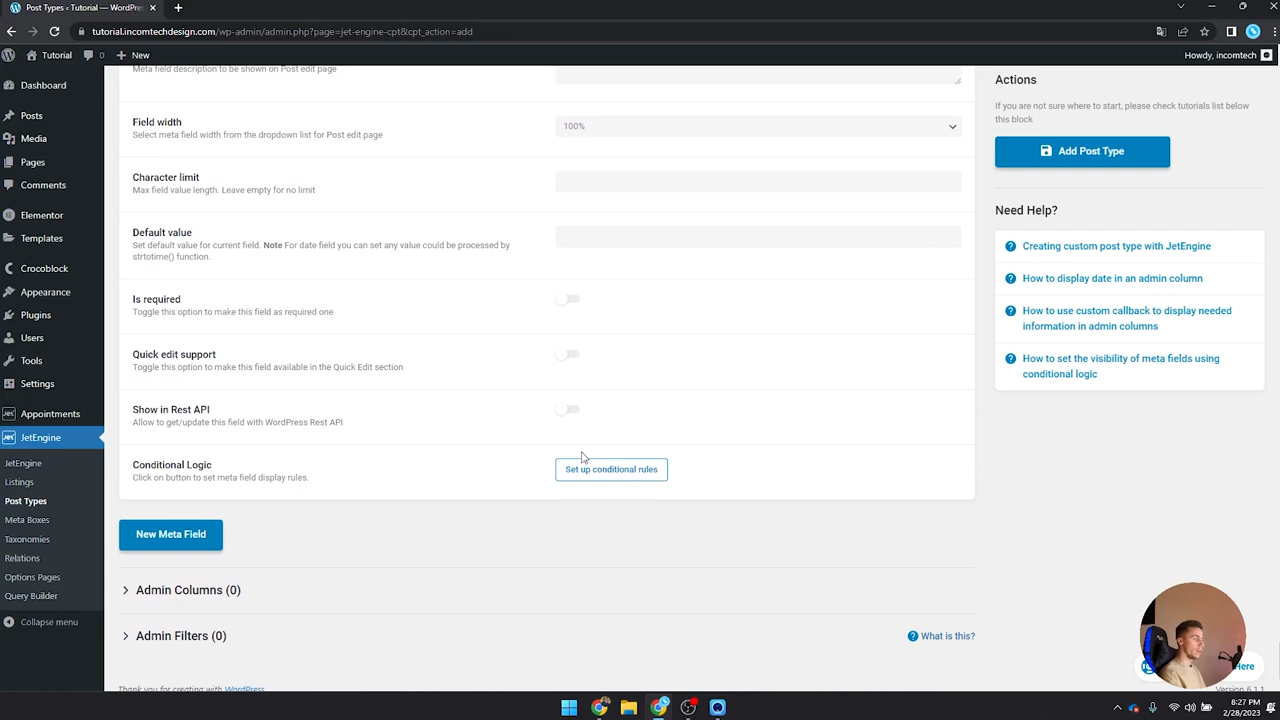 Post Types - Tutorial — WordPres
tutorial.incomtechdesign.com/wp-admin/admin.php?page=jet-engine-cpt&cpt_action=add
Tutorial
0
New
Howdy, incomtech
Dashboard
Posts
Media
Pages
Comments
Elementor
Templates
Crocoblock
Appearance
Plugins
Users
Tools
Settings
Appointments
JetEngine
JetEngine
Listings
Post Types
Meta Boxes
Taxonomies
Relations
Options Pages
Query Builder
Collapse menu
Meta field description to be shown on Post edit page
Field width
Select meta field width from the dropdown list for Post edit page
100%
Character limit
Max field value length. Leave empty for no limit
Default value
Set default value for current field. Note For date field you can set any value could be processed by
strtotime() function.
Is required
Toggle this option to make this field as required one
Quick edit support
Toggle this option to make this field available in the Quick Edit section
Show in Rest API
Allow to get/update this field with WordPress Rest API
Conditional Logic
Click on button to set meta field display rules.
Set up conditional rules
New Meta Field
Admin Columns (0)
Admin Filters (0)
What is this?
Thank you for creating with WordPress
Actions
If you are not sure where to start, please check tutorials list below
this block
Add Post Type
Need Help?
Creating custom post type with JetEngine
How to display date in an admin column
How to use custom callback to display needed
information in admin columns
How to set the visibility of meta fields using
conditional logic
Here
Version 6.1.1
8:27 PM
2/28/2023